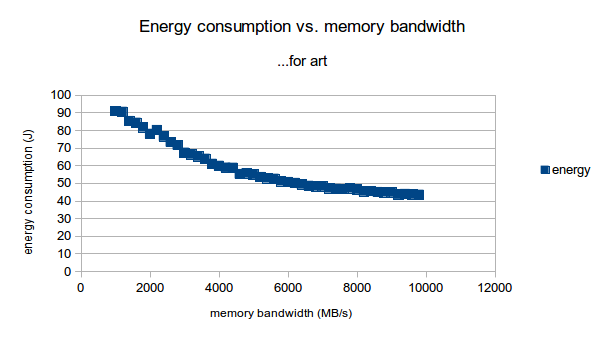 Energy consumption vs. memory bandwidth
...for art
100
90
80
70
60
50
40
30
20
10
0
energy consumption (J)
energy
0 2000 4000 6000 8000 10000 12000
memory bandwidth (MB/s)